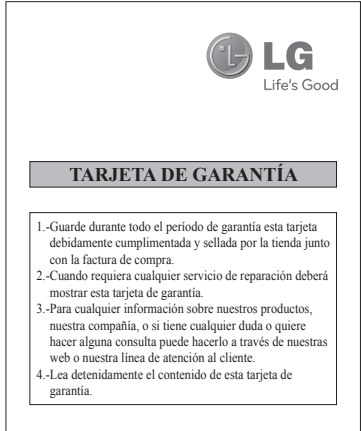 LG
Life's Good
TARJETA DE GARANTÍA
1.-Guarde durante todo el período de garantía esta tarjeta
debidamente cumplimentada y sellada por la tienda junto
con la factura de compra.
2.-Cuando requiera cualquier servicio de reparación deberá
mostrar esta tarjeta de garantía.
3.-Para cualquier información sobre nuestros productos,
nuestra compañía, o si tiene cualquier duda o quiere
hacer alguna consulta puede hacerlo a través de nuestras
web o nuestra línea de atención al cliente.
4.-Lea detenidamente el contenido de esta tarjeta de
garantía.